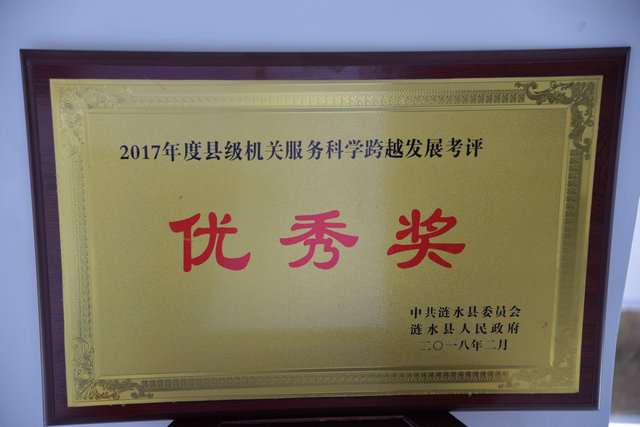 2017年度县级机关服务科学跨越发展考评
优秀奖
中共涟水县委员会
涟水县人民政府
二〇一八年二月